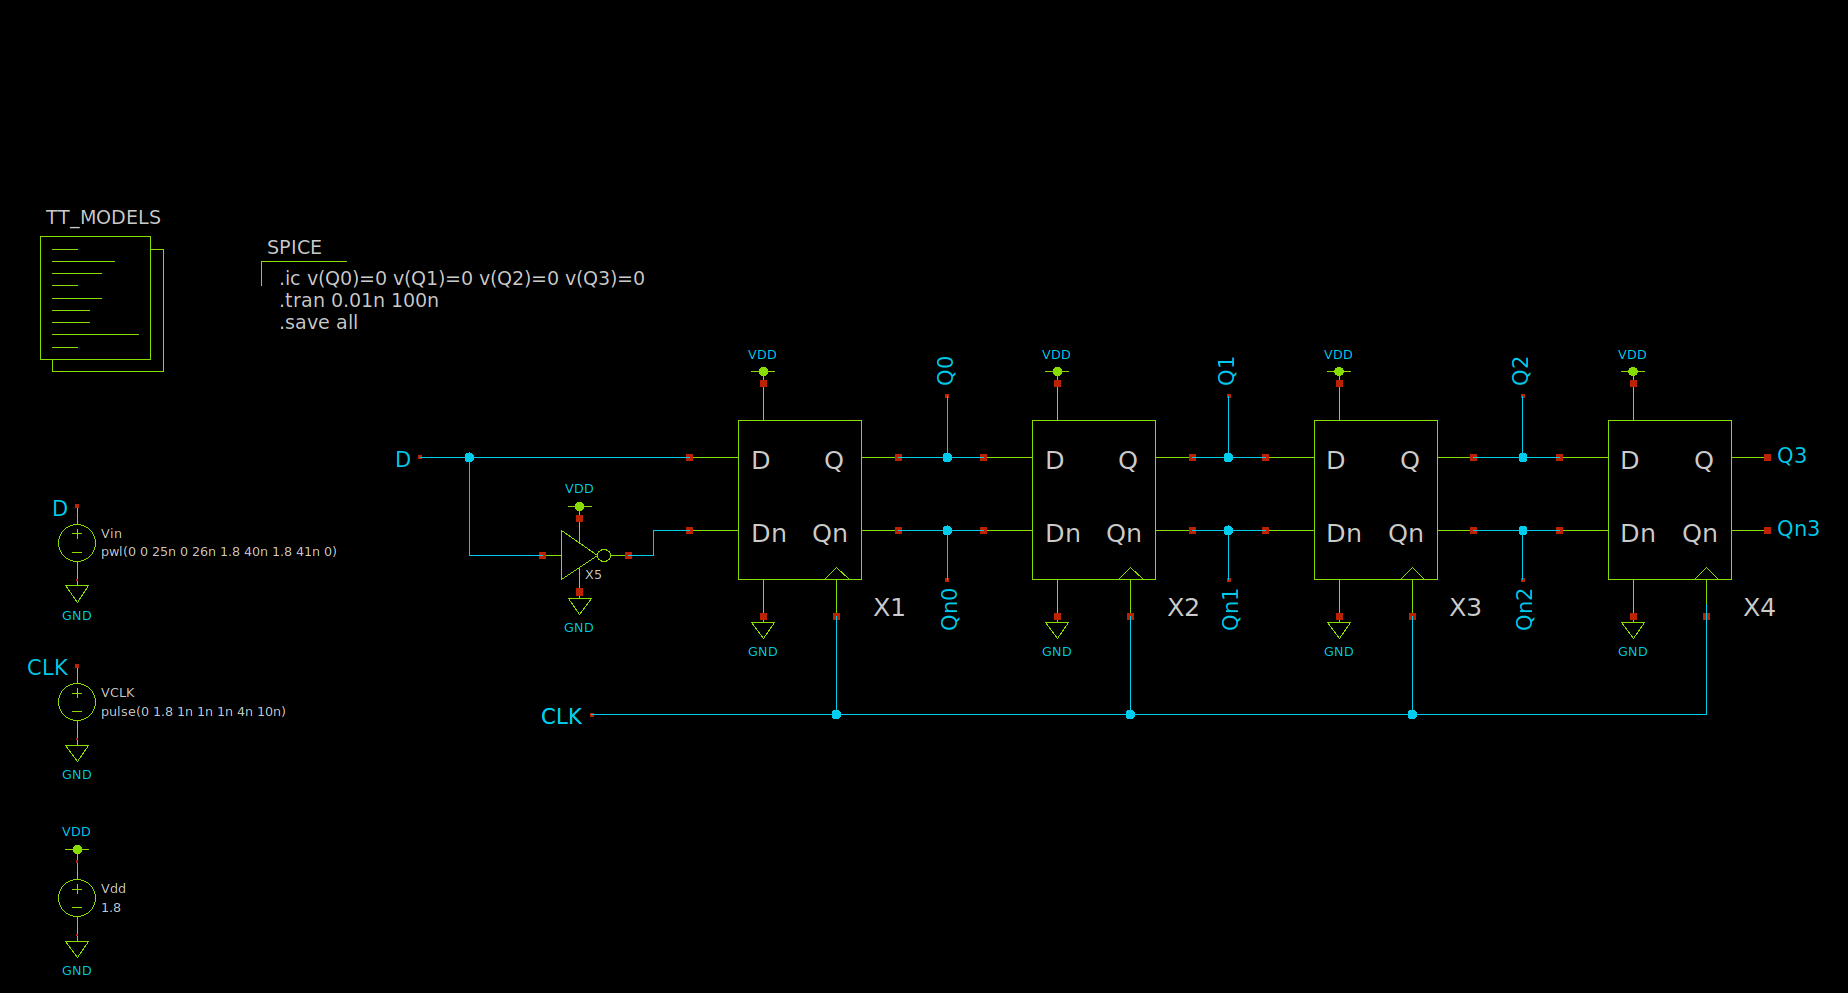 TT_MODELS
SPICE
.ic v(Q0)=0 v(Q1)=0 v(Q2)=0 v(Q3)=0
.tran 0.01n 100n
.save all
VDD
VDD
VDD
VDD
Q0
Q1
Q2
D
D
Q
D
Q
D
Q
D
Q
Q3
VDD
D
Vin
pwl(0 0 25n 0 26n 1.8 40n 1.8 41n 0)
GND
X5
GND
Dn
Qn
Dn
Qn
Dn
Qn
Dn
Qn
Qn3
Qn0
Qn1
Qn2
X1
X2
X3
X4
GND
GND
GND
GND
CLK
VCLK
pulse(0 1.8 1n 1n 1n 4n 10n)
GND
CLK
VDD
Vdd
1.8
GND